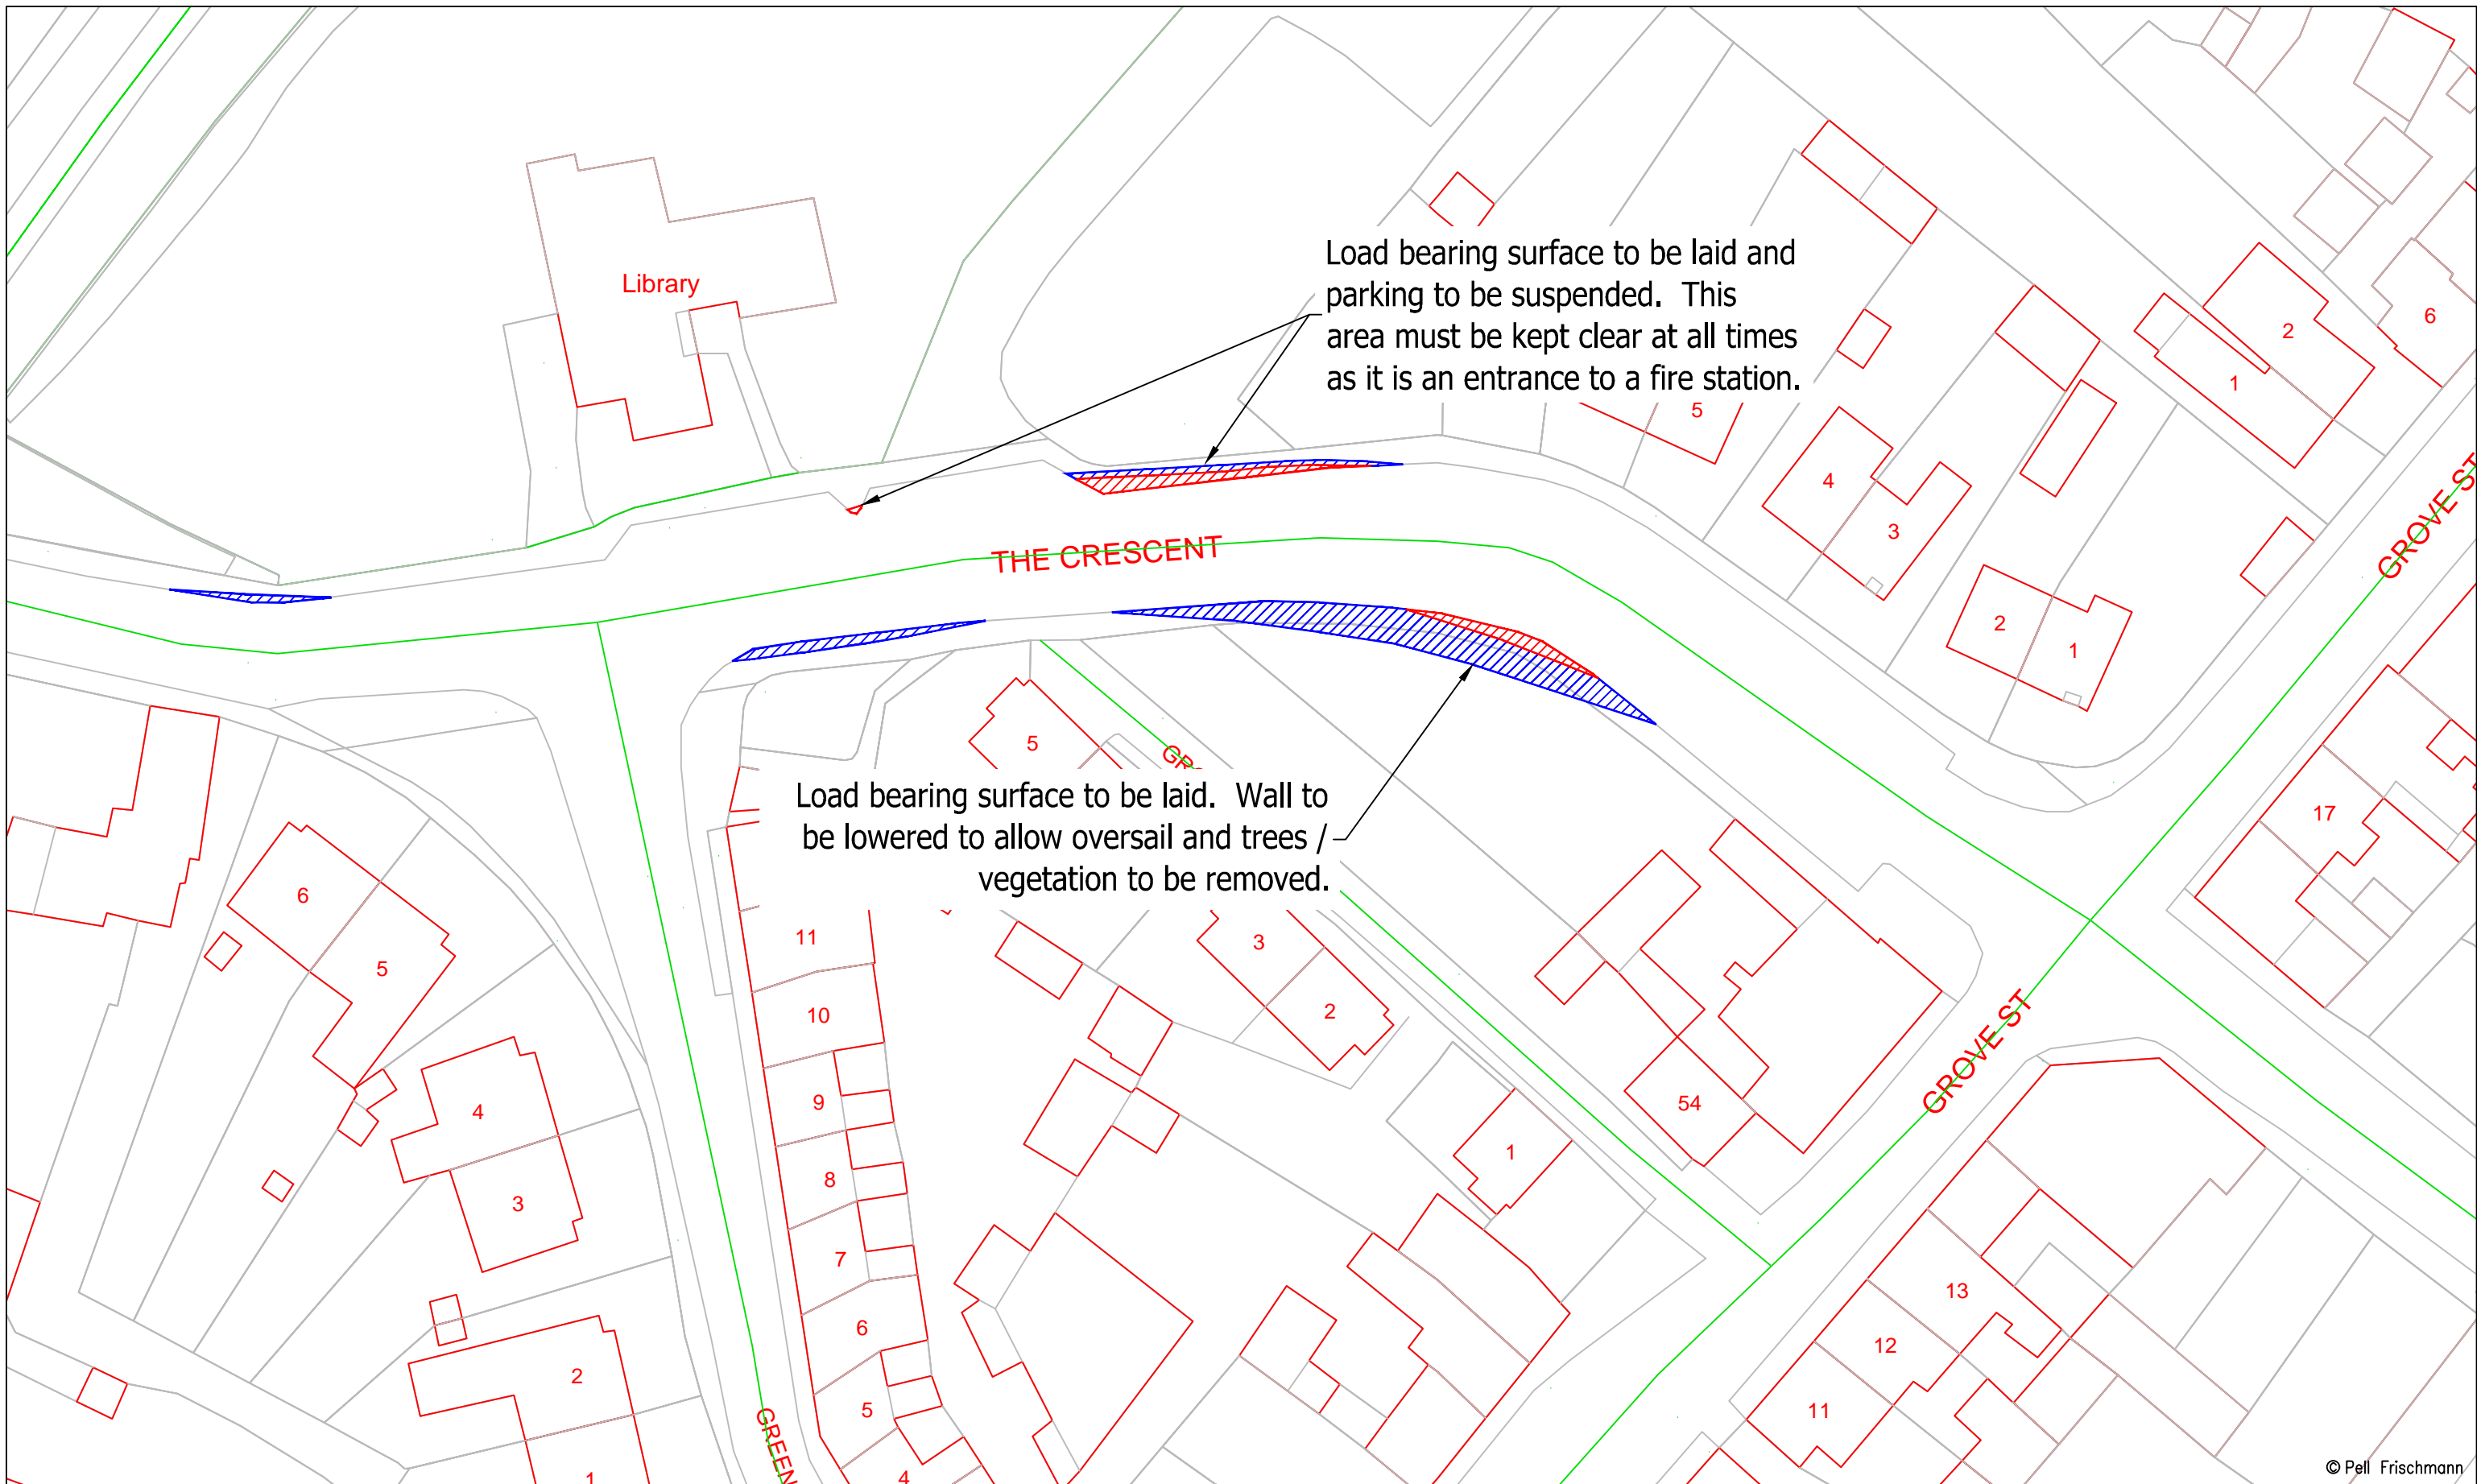 Library
Load bearing surface to be laid and
parking to be suspended.  This
area must be kept clear at all times
as it is an entrance to a fire station.
5
4
3
2
1
2
1
6
GROVE ST
THE CRESCENT
17
5
Load bearing surface to be laid.  Wall to
be lowered to allow oversail and trees /
vegetation to be removed.
6
5
4
3
2
1
11
10
9
8
7
6
5
4
3
2
1
54
GROVE ST
13
12
11
GREEN
© Pell Frischmann